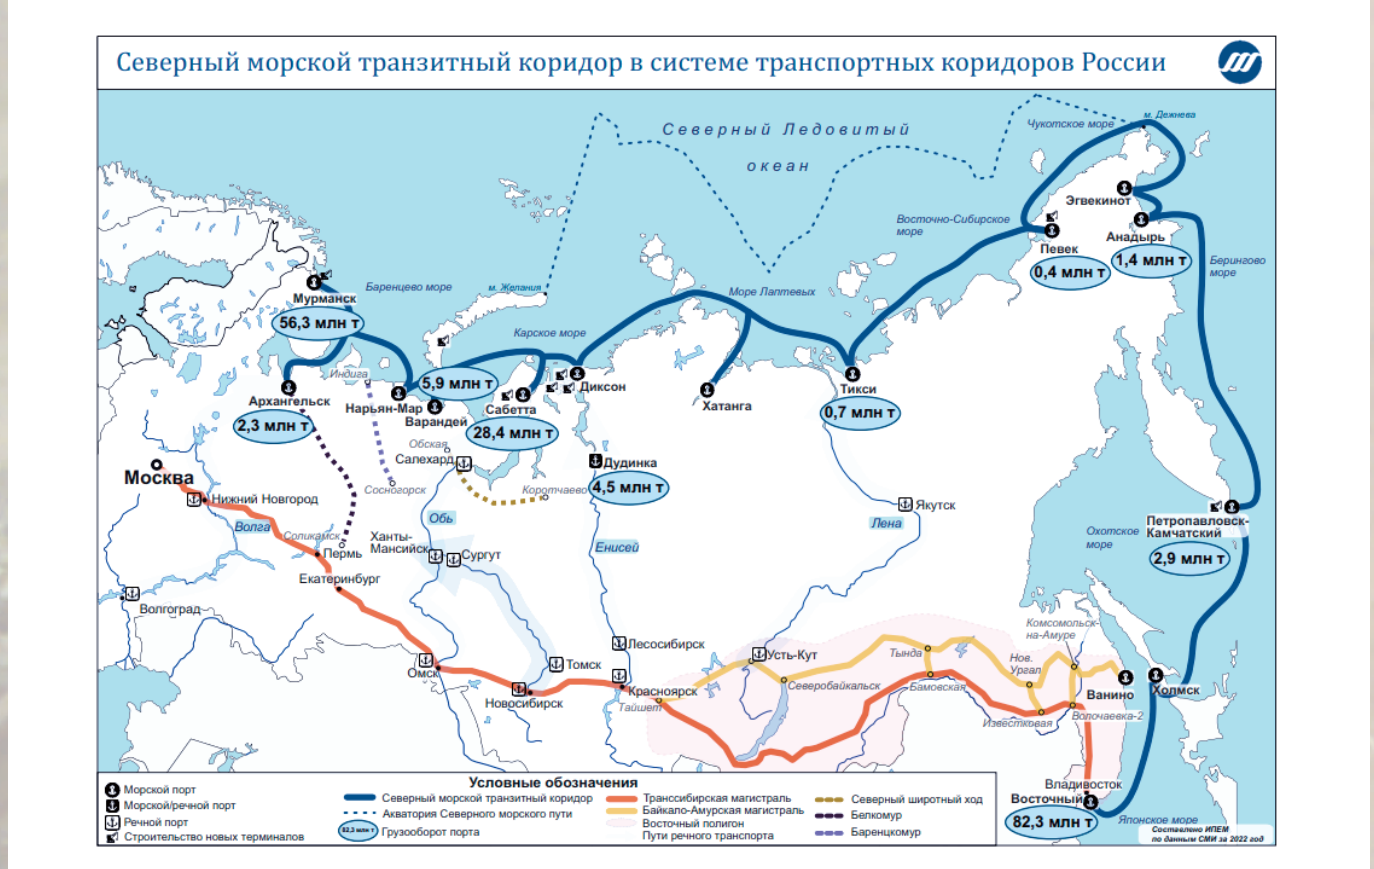 Северный морской транзитный коридор в системе транспортных коридоров России
Северный Ледовитый
океан
Чукотское море
м. Дежнева
Эгвекинот
Восточно-Сибирское
море
Анадырь
1,4 млн т
Певек
0,4 млн т
Берингово
море
Баренцево море
м. Желания
Море Лаптевых
Мурманск
56,3 млн т
Карское море
Индига
5,9 млн т
Диксон
Тикси
0,7 млн т
Архангельск
2,3 млн т
Нарьян-Мар
Варандей
Сабетта
28,4 млн т
Хатанга
Обская
Салехард
Дудинка
4,5 млн т
Москва
Сосногорск
Коротчаево
Нижний Новгород
Якутск
Волга
Обь
Лена
Петропавловск-
Камчатский
2,9 млн т
Соликамск
Ханты-
Мансийск
Сургут
Енисей
Охотское
море
Пермь
Екатеринбург
Волгоград
Комсомольск-
на-Амуре
Лесосибирск
Усть-Кут
Тында
Нов.
Ургал
Омск
Томск
Красноярск
Северобайкальск
Бамовская
Ванино
Холмск
Новосибирск
Тайшет
Известковая
Волочаевка-2
Владивосток
Восточный
82,3 млн т
Японское море
Составлено ИПЕМ
по данным СМИ за 2022 год
Условные обозначения
Морской порт
Морской/речной порт
Речной порт
Строительство новых терминалов
Северный морской транзитный коридор
Акватория Северного морского пути
82,3 млн т
Грузооборот порта
Транссибирская магистраль
Байкало-Амурская магистраль
Восточный полигон
Пути речного транспорта
Северный широтный ход
Белкомур
Баренцкомур